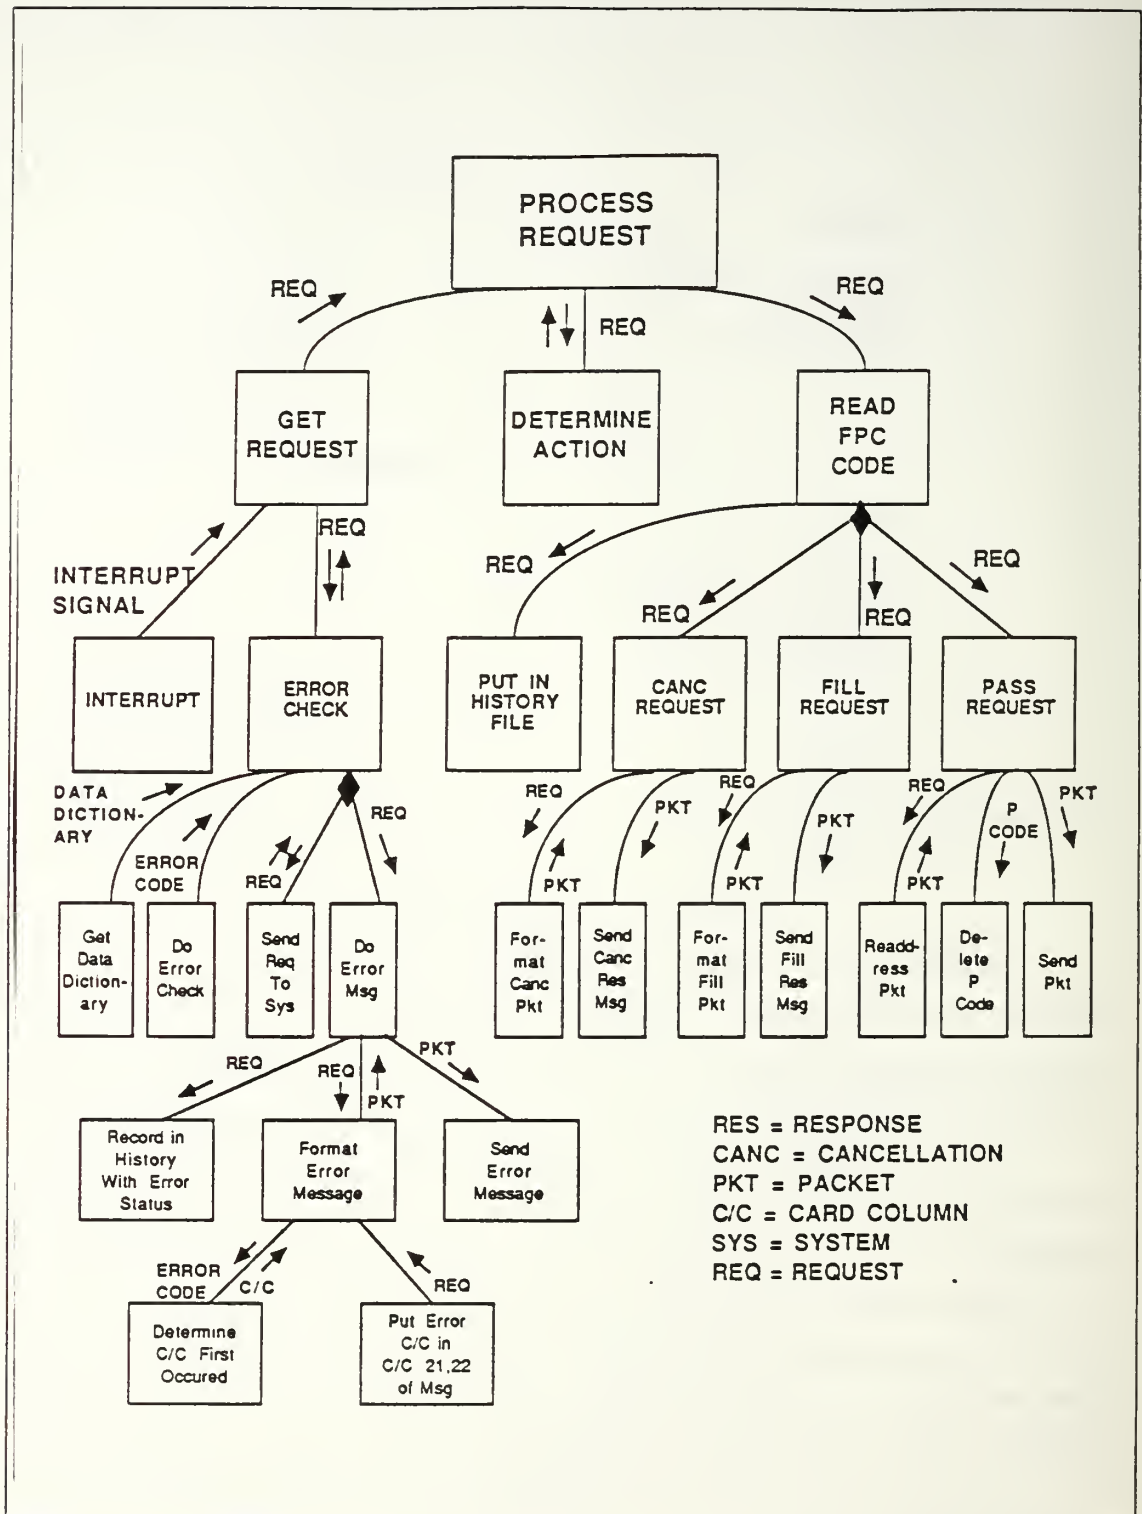 PROCESS
REQUEST
REQ
REQ
REQ
GET
REQUEST
DETERMINE
ACTION
READ
FPC
CODE
REQ
INTERRUPT
SIGNAL
REQ
REQ
REQ
REQ
INTERRUPT
ERROR
CHECK
PUT IN
HISTORY
FILE
CANC
REQUEST
FILL
REQUEST
PASS
REQUEST
DATA
DICTION-
ARY
ERROR
CODE
REQ
REQ
REQ
PKT
PKT
REQ
PKT
PKT
REQ
PKT
P
CODE
PKT
Get
Data
Diction-
ary
Do
Error
Check
Send
Req
To
Sys
Do
Error
Msg
For-
mat
Canc
Pkt
Send
Canc
Res
Msg
For-
mat
Fill
Pkt
Send
Fill
Res
Msg
Readd-
ress
Pkt
De-
lete
P
Code
Send
Pkt
REQ
REQ
PKT
PKT
Record in
History
With Error
Status
Format
Error
Message
Send
Error
Message
ERROR
CODE
C/C
REQ
Determine
C/C First
Occured
Put Error
C/C in
C/C 21,22
of Msg
RES = RESPONSE
CANC = CANCELLATION
PKT = PACKET
C/C = CARD COLUMN
SYS = SYSTEM
REQ = REQUEST